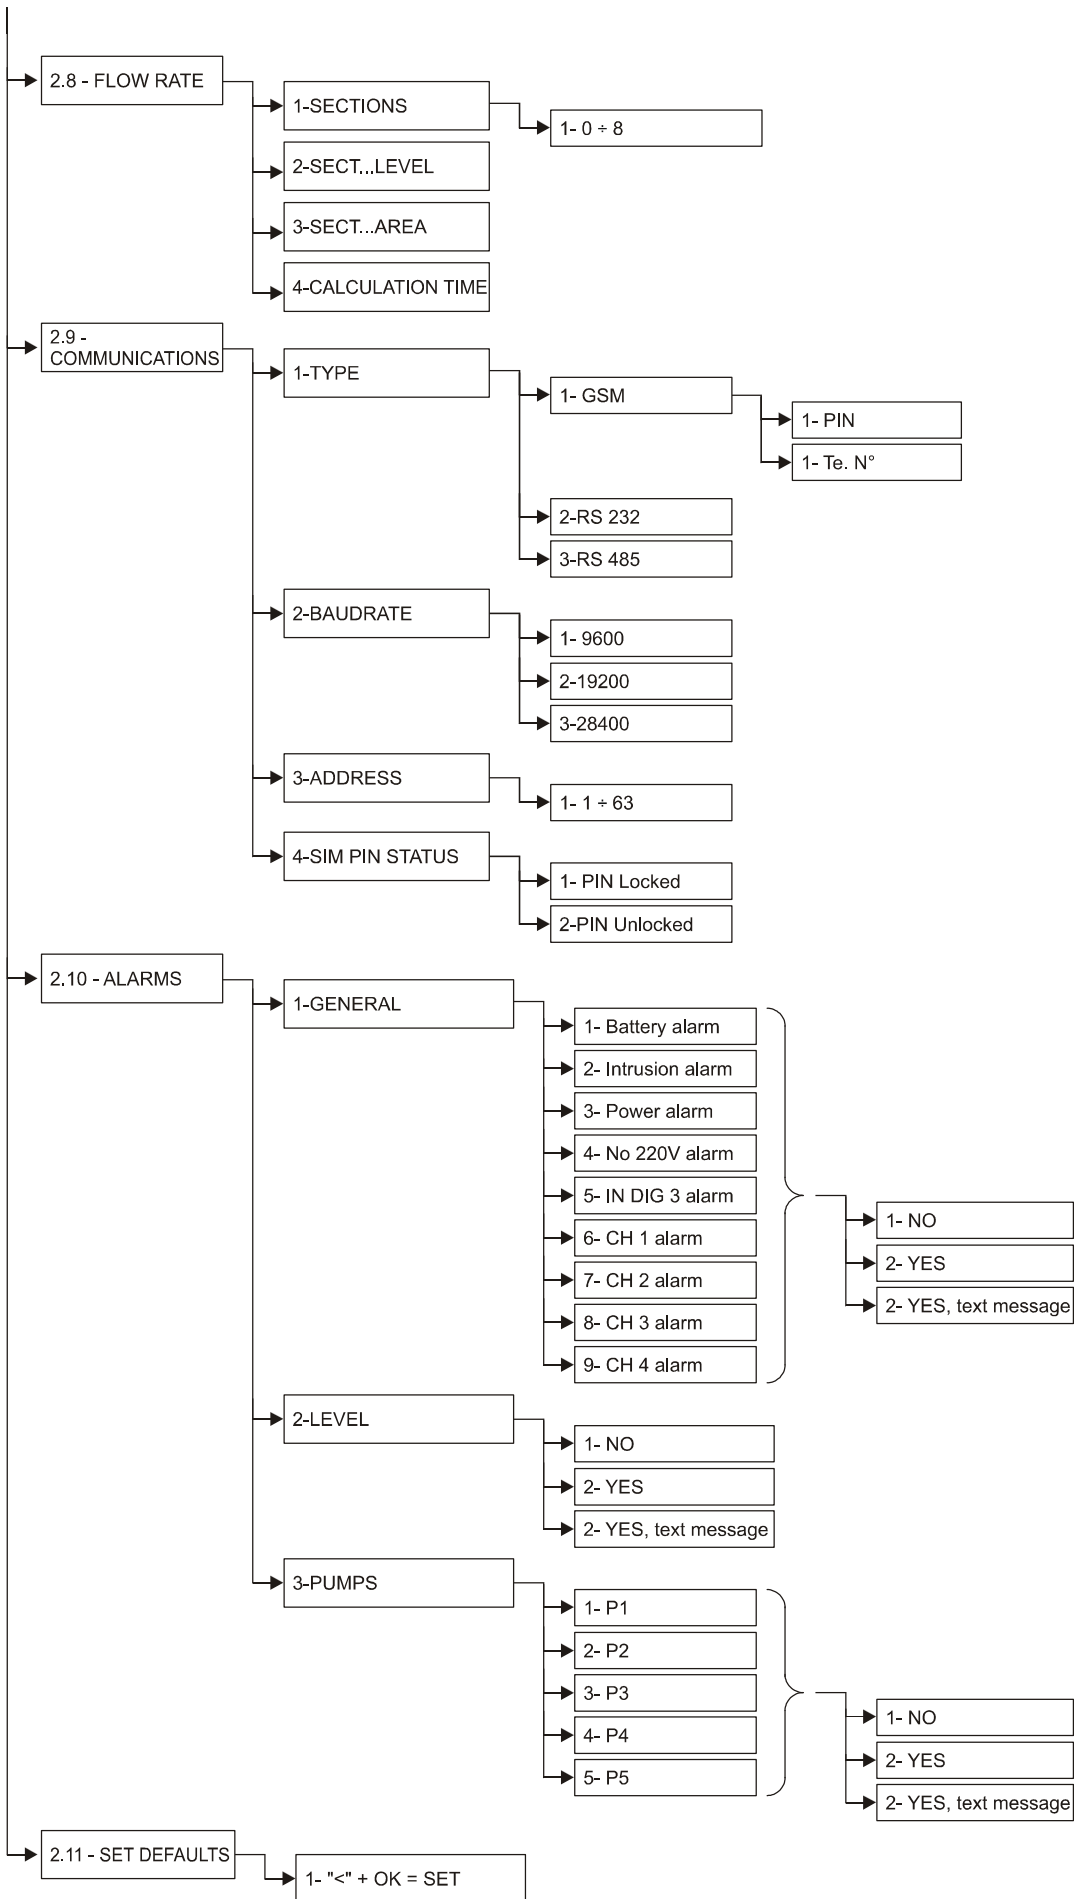 2.8 - FLOW RATE
1-SECTIONS
1- 0 ÷ 8
2-SECT...LEVEL
3-SECT...AREA
4-CALCULATION TIME
2.9 -
COMMUNICATIONS
1-TYPE
1- GSM
1- PIN
1- Te. N°
2-RS 232
3-RS 485
2-BAUDRATE
1- 9600
2-19200
3-28400
3-ADDRESS
1- 1 ÷ 63
4-SIM PIN STATUS
1- PIN Locked
2-PIN Unlocked
2.10 - ALARMS
1-GENERAL
1- Battery alarm
2- Intrusion alarm
3- Power alarm
4- No 220V alarm
5- IN DIG 3 alarm
6- CH 1 alarm
7- CH 2 alarm
8- CH 3 alarm
9- CH 4 alarm
1- NO
2- YES
2- YES, text message
2-LEVEL
1- NO
2- YES
2- YES, text message
3-PUMPS
1- P1
2- P2
3- P3
4- P4
5- P5
1- NO
2- YES
2- YES, text message
2.11 - SET DEFAULTS
1- "<" + OK = SET